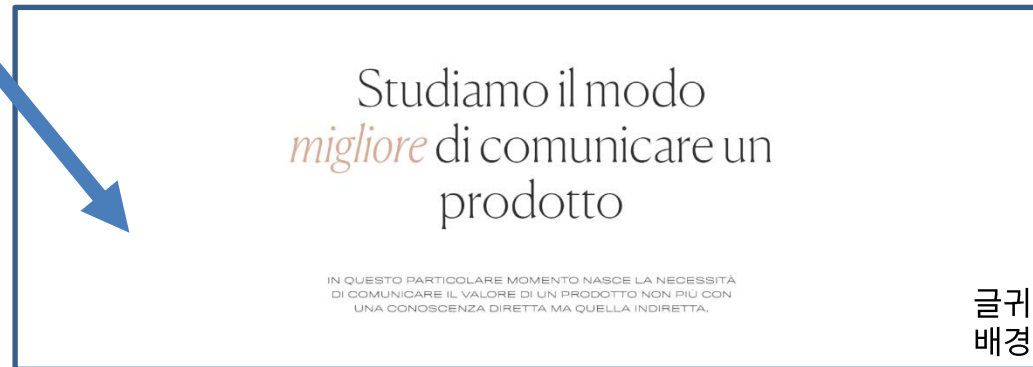 Studiamo il modo
migliore di comunicare un
prodotto
IN QUESTO PARTICOLARE MOMENTO NASCE LA NECESSITÀ
DI COMUNICARE IL VALORE DI UN PRODOTTO NON PIÙ CON
UNA CONOSCENZA DIRETTA MA QUELLA INDIRETTA.
글귀
배경